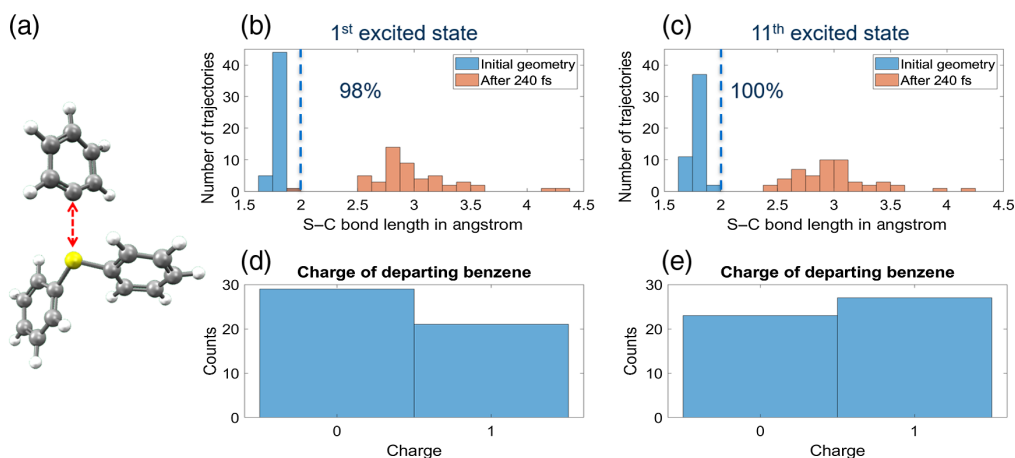 (a)
(b)
1st excited state
Number of trajectories
40
30
20
10
0
98%
Initial geometry
After 240 fs
1.5
2
2.5
3
3.5
4
4.5
S–C bond length in angstrom
(c)
11th excited state
Number of trajectories
40
30
20
10
0
100%
Initial geometry
After 240 fs
1.5
2
2.5
3
3.5
4
4.5
S–C bond length in angstrom
(d)
Charge of departing benzene
Counts
30
20
10
0
0
1
Charge
(e)
Charge of departing benzene
Counts
30
20
10
0
0
1
Charge